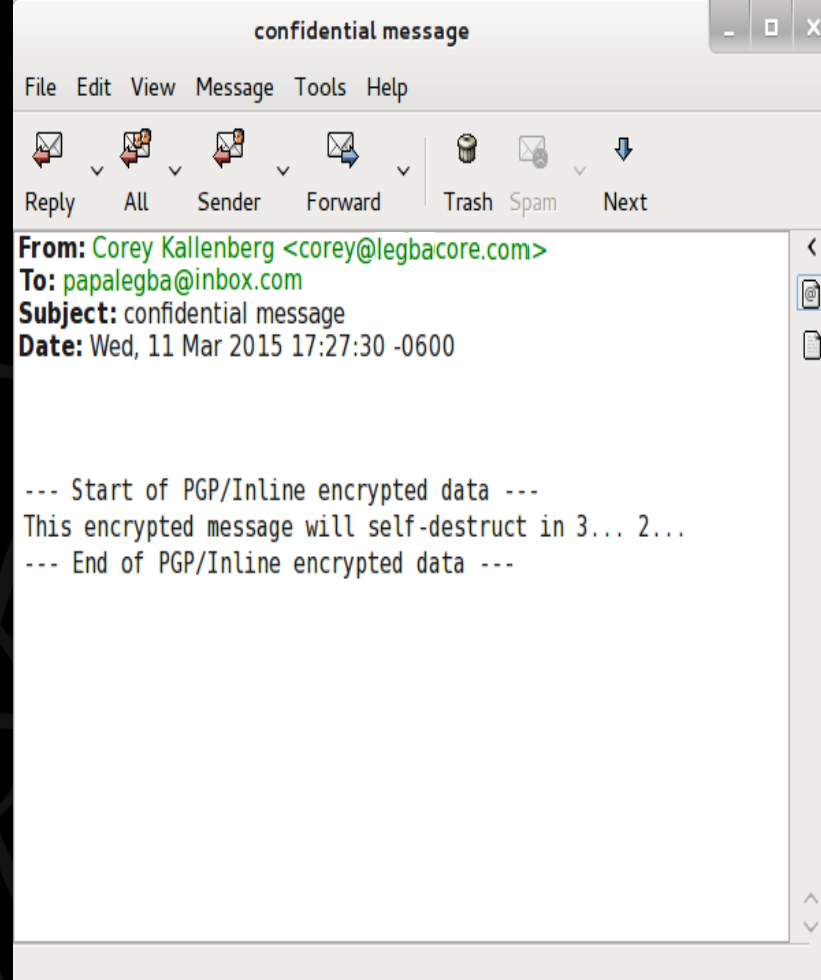 confidential message
File Edit View Message Tools Help
Reply All Sender Forward Trash Spam Next
From: Corey Kallenberg <corey@legbacore.com>
To: papalegba@inbox.com
Subject: confidential message
Date: Wed, 11 Mar 2015 17:27:30 -0600
--- Start of PGP/Inline encrypted data ---
This encrypted message will self-destruct in 3... 2...
--- End of PGP/Inline encrypted data ---